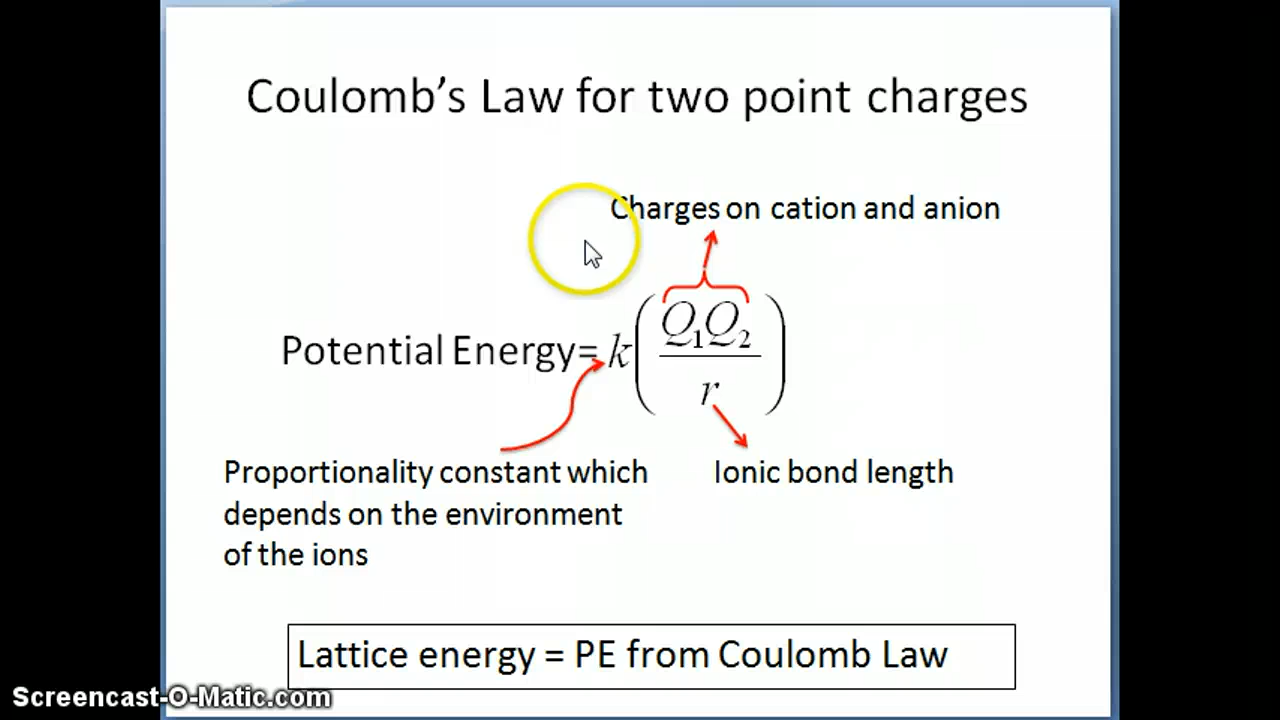 Coulomb's Law for two point charges
Charges on cation and anion
Potential Energy= k(Q₁Q₂/r)
Proportionality constant which
depends on the environment
of the ions
Ionic bond length
Lattice energy = PE from Coulomb Law
Screencast-O-Matic.com